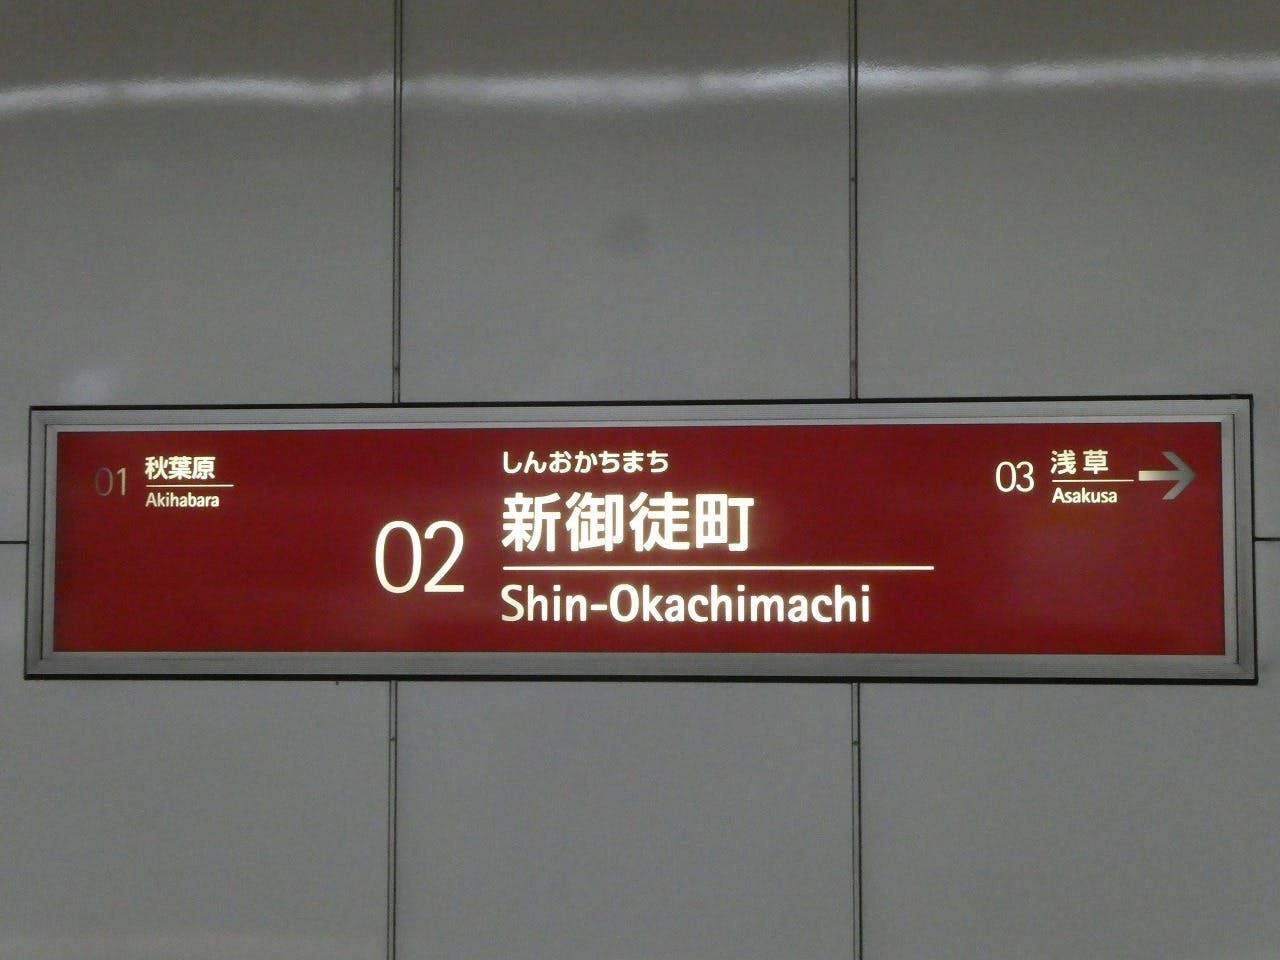 01 秋葉原
Akihabara
しんおかちまち
02 新御徒町
Shin-Okachimachi
03 浅草
Asakusa